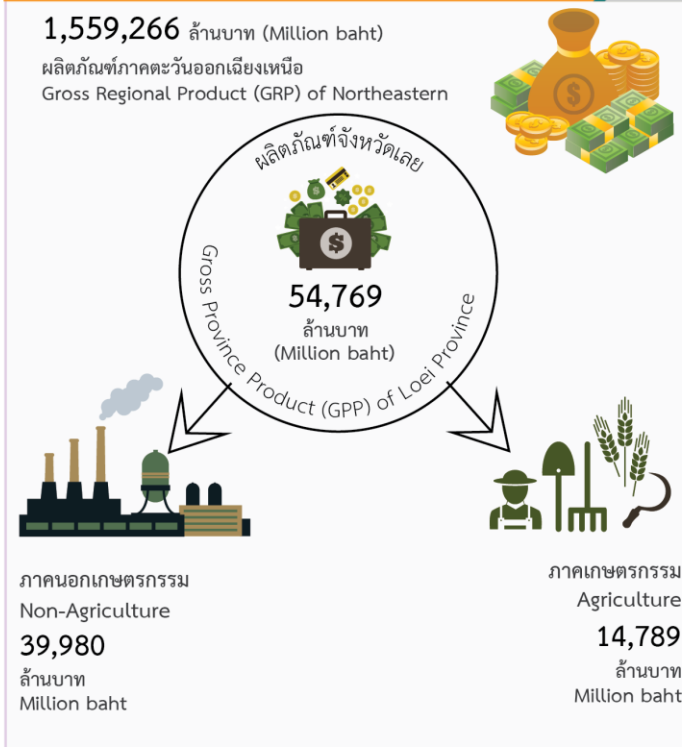 1,559,266 ล้านบาท (Million baht)
ผลิตภัณฑ์ภาคตะวันออกเฉียงเหนือ
Gross Regional Product (GRP) of Northeastern
ผลิตภัณฑ์จังหวัดเลย
$
$
54,769
ล้านบาท
(Million baht)
Gross Province Product (GPP) of Loei Province
ภาคนอกเกษตรกรรม
Non-Agriculture
39,980
ล้านบาท
Million baht
ภาคเกษตรกรรม
Agriculture
14,789
ล้านบาท
Million baht